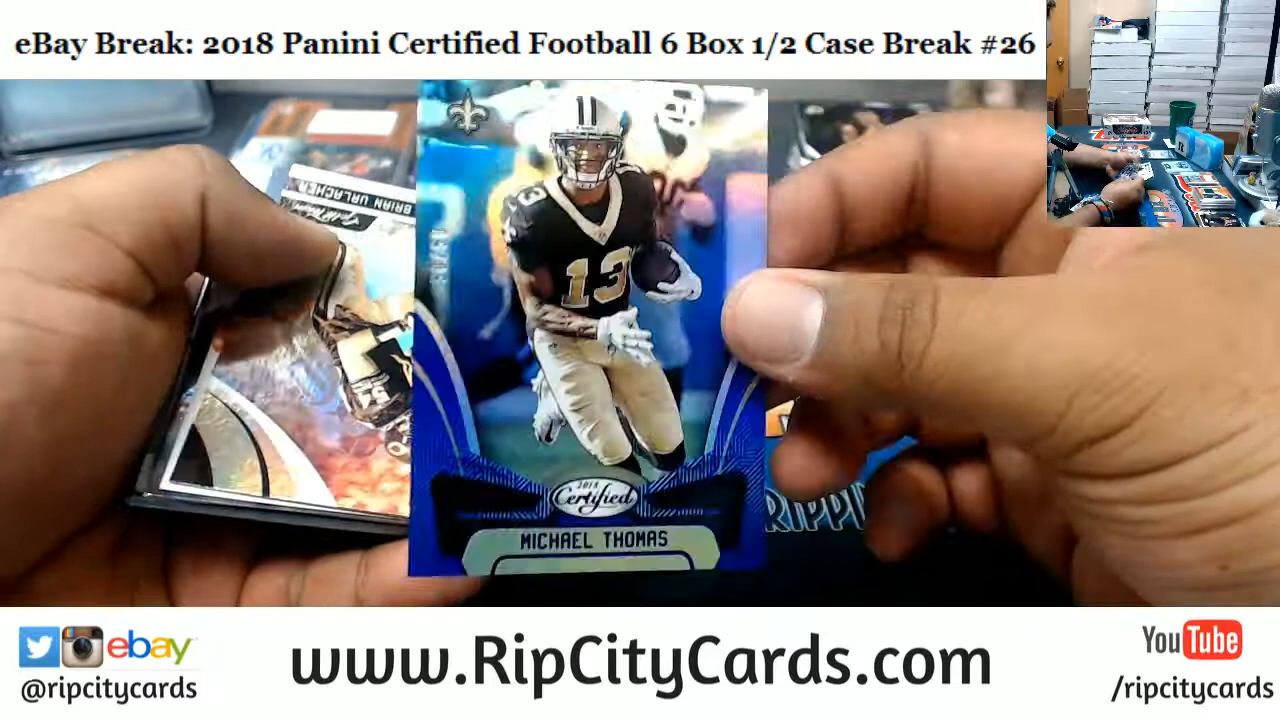 eBay Break: 2018 Panini Certified Football 6 Box 1/2 Case Break #26
BRIAN URLACHER
13
13
2018
Certified
MICHAEL THOMAS
RIPPI
ebay
@ripcitycards
www.RipCityCards.com
YouTube
/ripcitycards